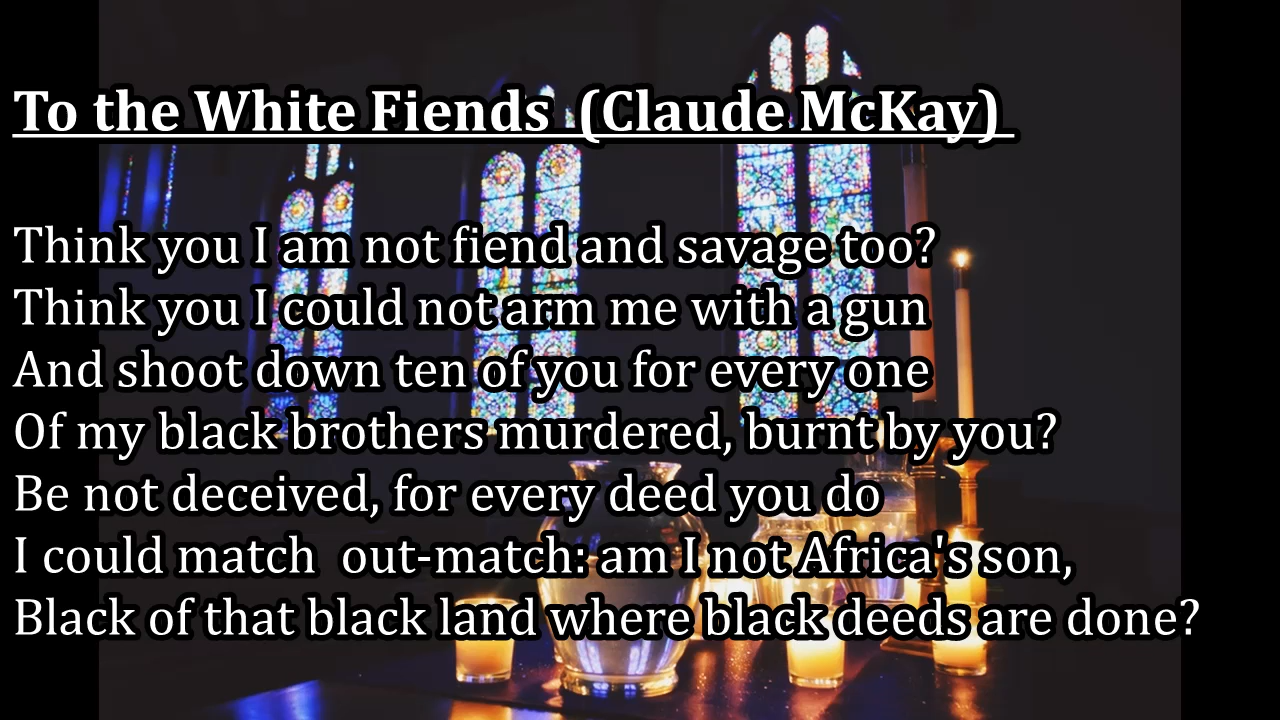 To the White Fiends  (Claude McKay)
Think you I am not fiend and savage too?
Think you I could not arm me with a gun
And shoot down ten of you for every one
Of my black brothers murdered, burnt by you?
Be not deceived, for every deed you do
I could match  out-match: am I not Africa's son,
Black of that black land where black deeds are done?